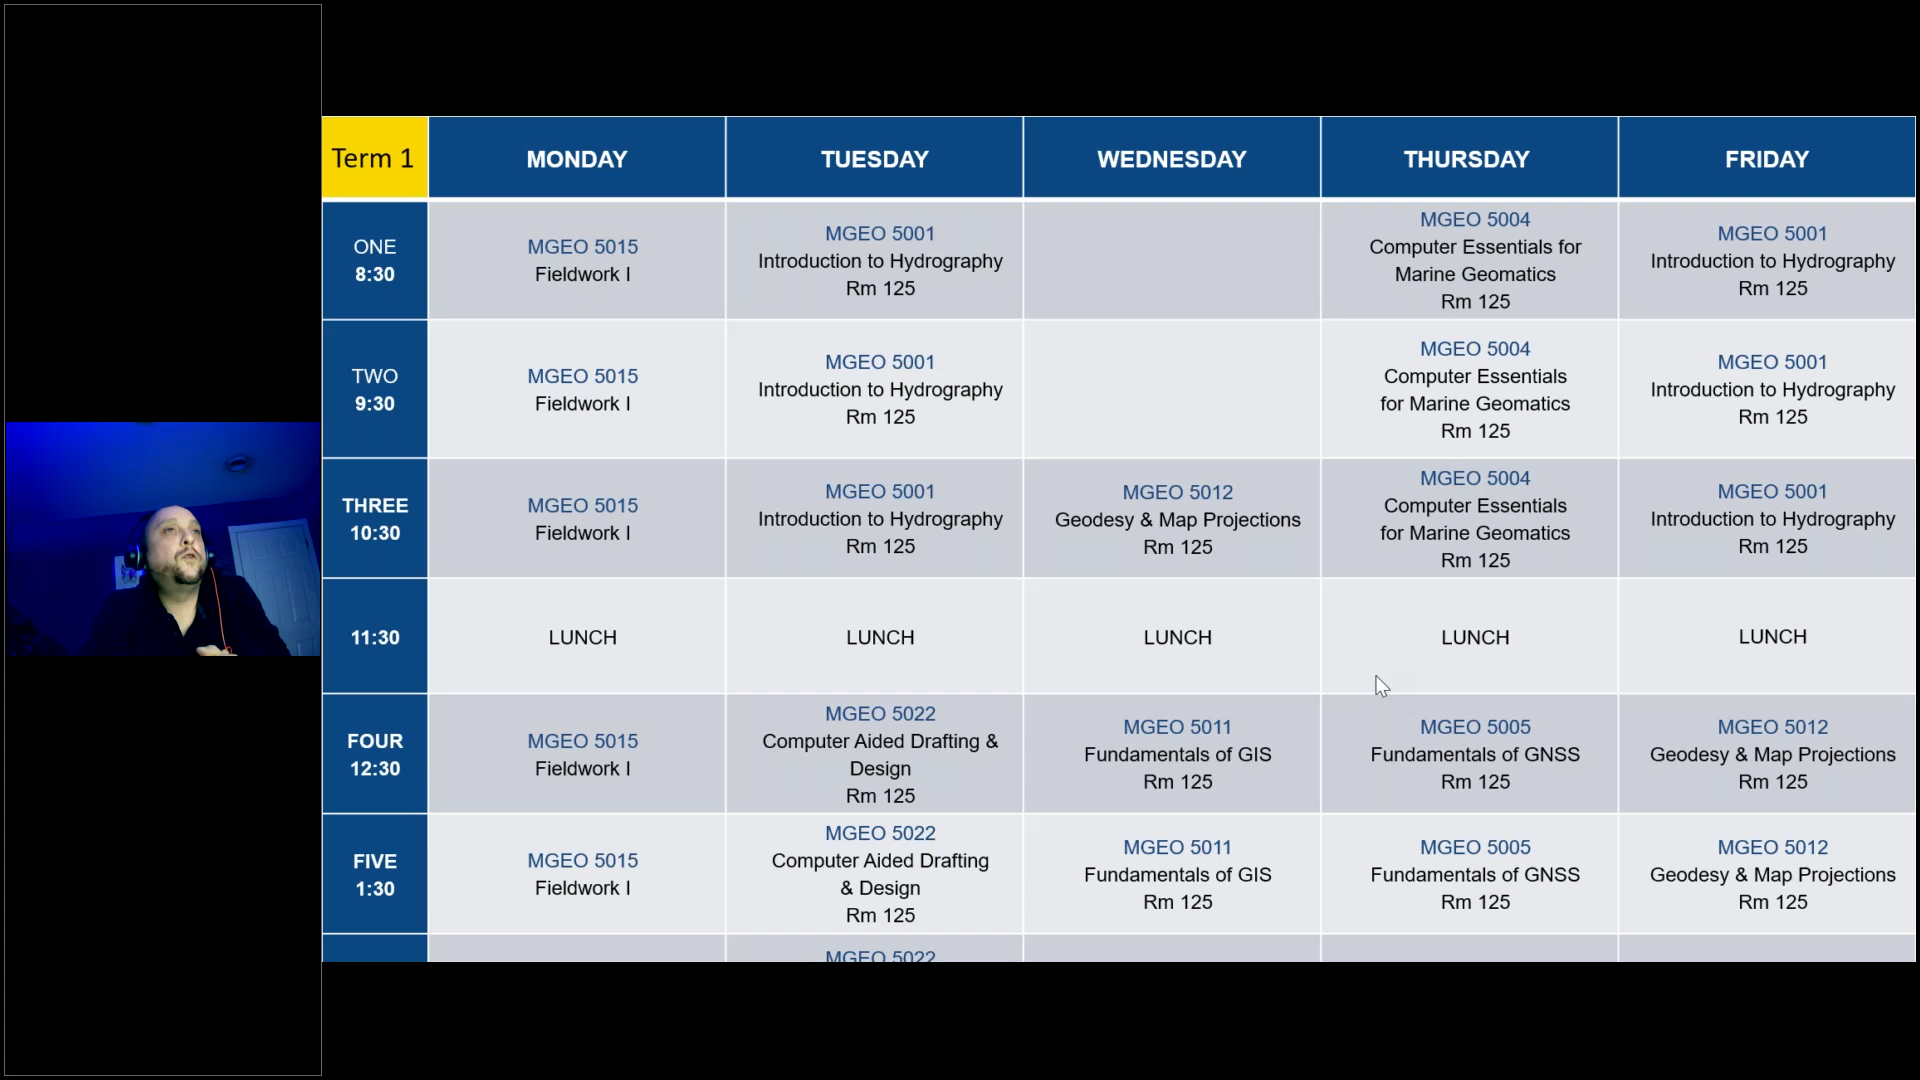 Term 1
MONDAY
TUESDAY
WEDNESDAY
THURSDAY
FRIDAY
ONE
8:30
MGEO 5015
Fieldwork I
MGEO 5001
Introduction to Hydrography
Rm 125
MGEO 5004
Computer Essentials for
Marine Geomatics
Rm 125
MGEO 5001
Introduction to Hydrography
Rm 125
TWO
9:30
MGEO 5015
Fieldwork I
MGEO 5001
Introduction to Hydrography
Rm 125
MGEO 5004
Computer Essentials
for Marine Geomatics
Rm 125
MGEO 5001
Introduction to Hydrography
Rm 125
THREE
10:30
MGEO 5015
Fieldwork I
MGEO 5001
Introduction to Hydrography
Rm 125
MGEO 5012
Geodesy & Map Projections
Rm 125
MGEO 5004
Computer Essentials
for Marine Geomatics
Rm 125
MGEO 5001
Introduction to Hydrography
Rm 125
11:30
LUNCH
LUNCH
LUNCH
LUNCH
LUNCH
FOUR
12:30
MGEO 5015
Fieldwork I
MGEO 5022
Computer Aided Drafting &
Design
Rm 125
MGEO 5011
Fundamentals of GIS
Rm 125
MGEO 5005
Fundamentals of GNSS
Rm 125
MGEO 5012
Geodesy & Map Projections
Rm 125
FIVE
1:30
MGEO 5015
Fieldwork I
MGEO 5022
Computer Aided Drafting
& Design
Rm 125
MGEO 5011
Fundamentals of GIS
Rm 125
MGEO 5005
Fundamentals of GNSS
Rm 125
MGEO 5012
Geodesy & Map Projections
Rm 125
MGEO 5022